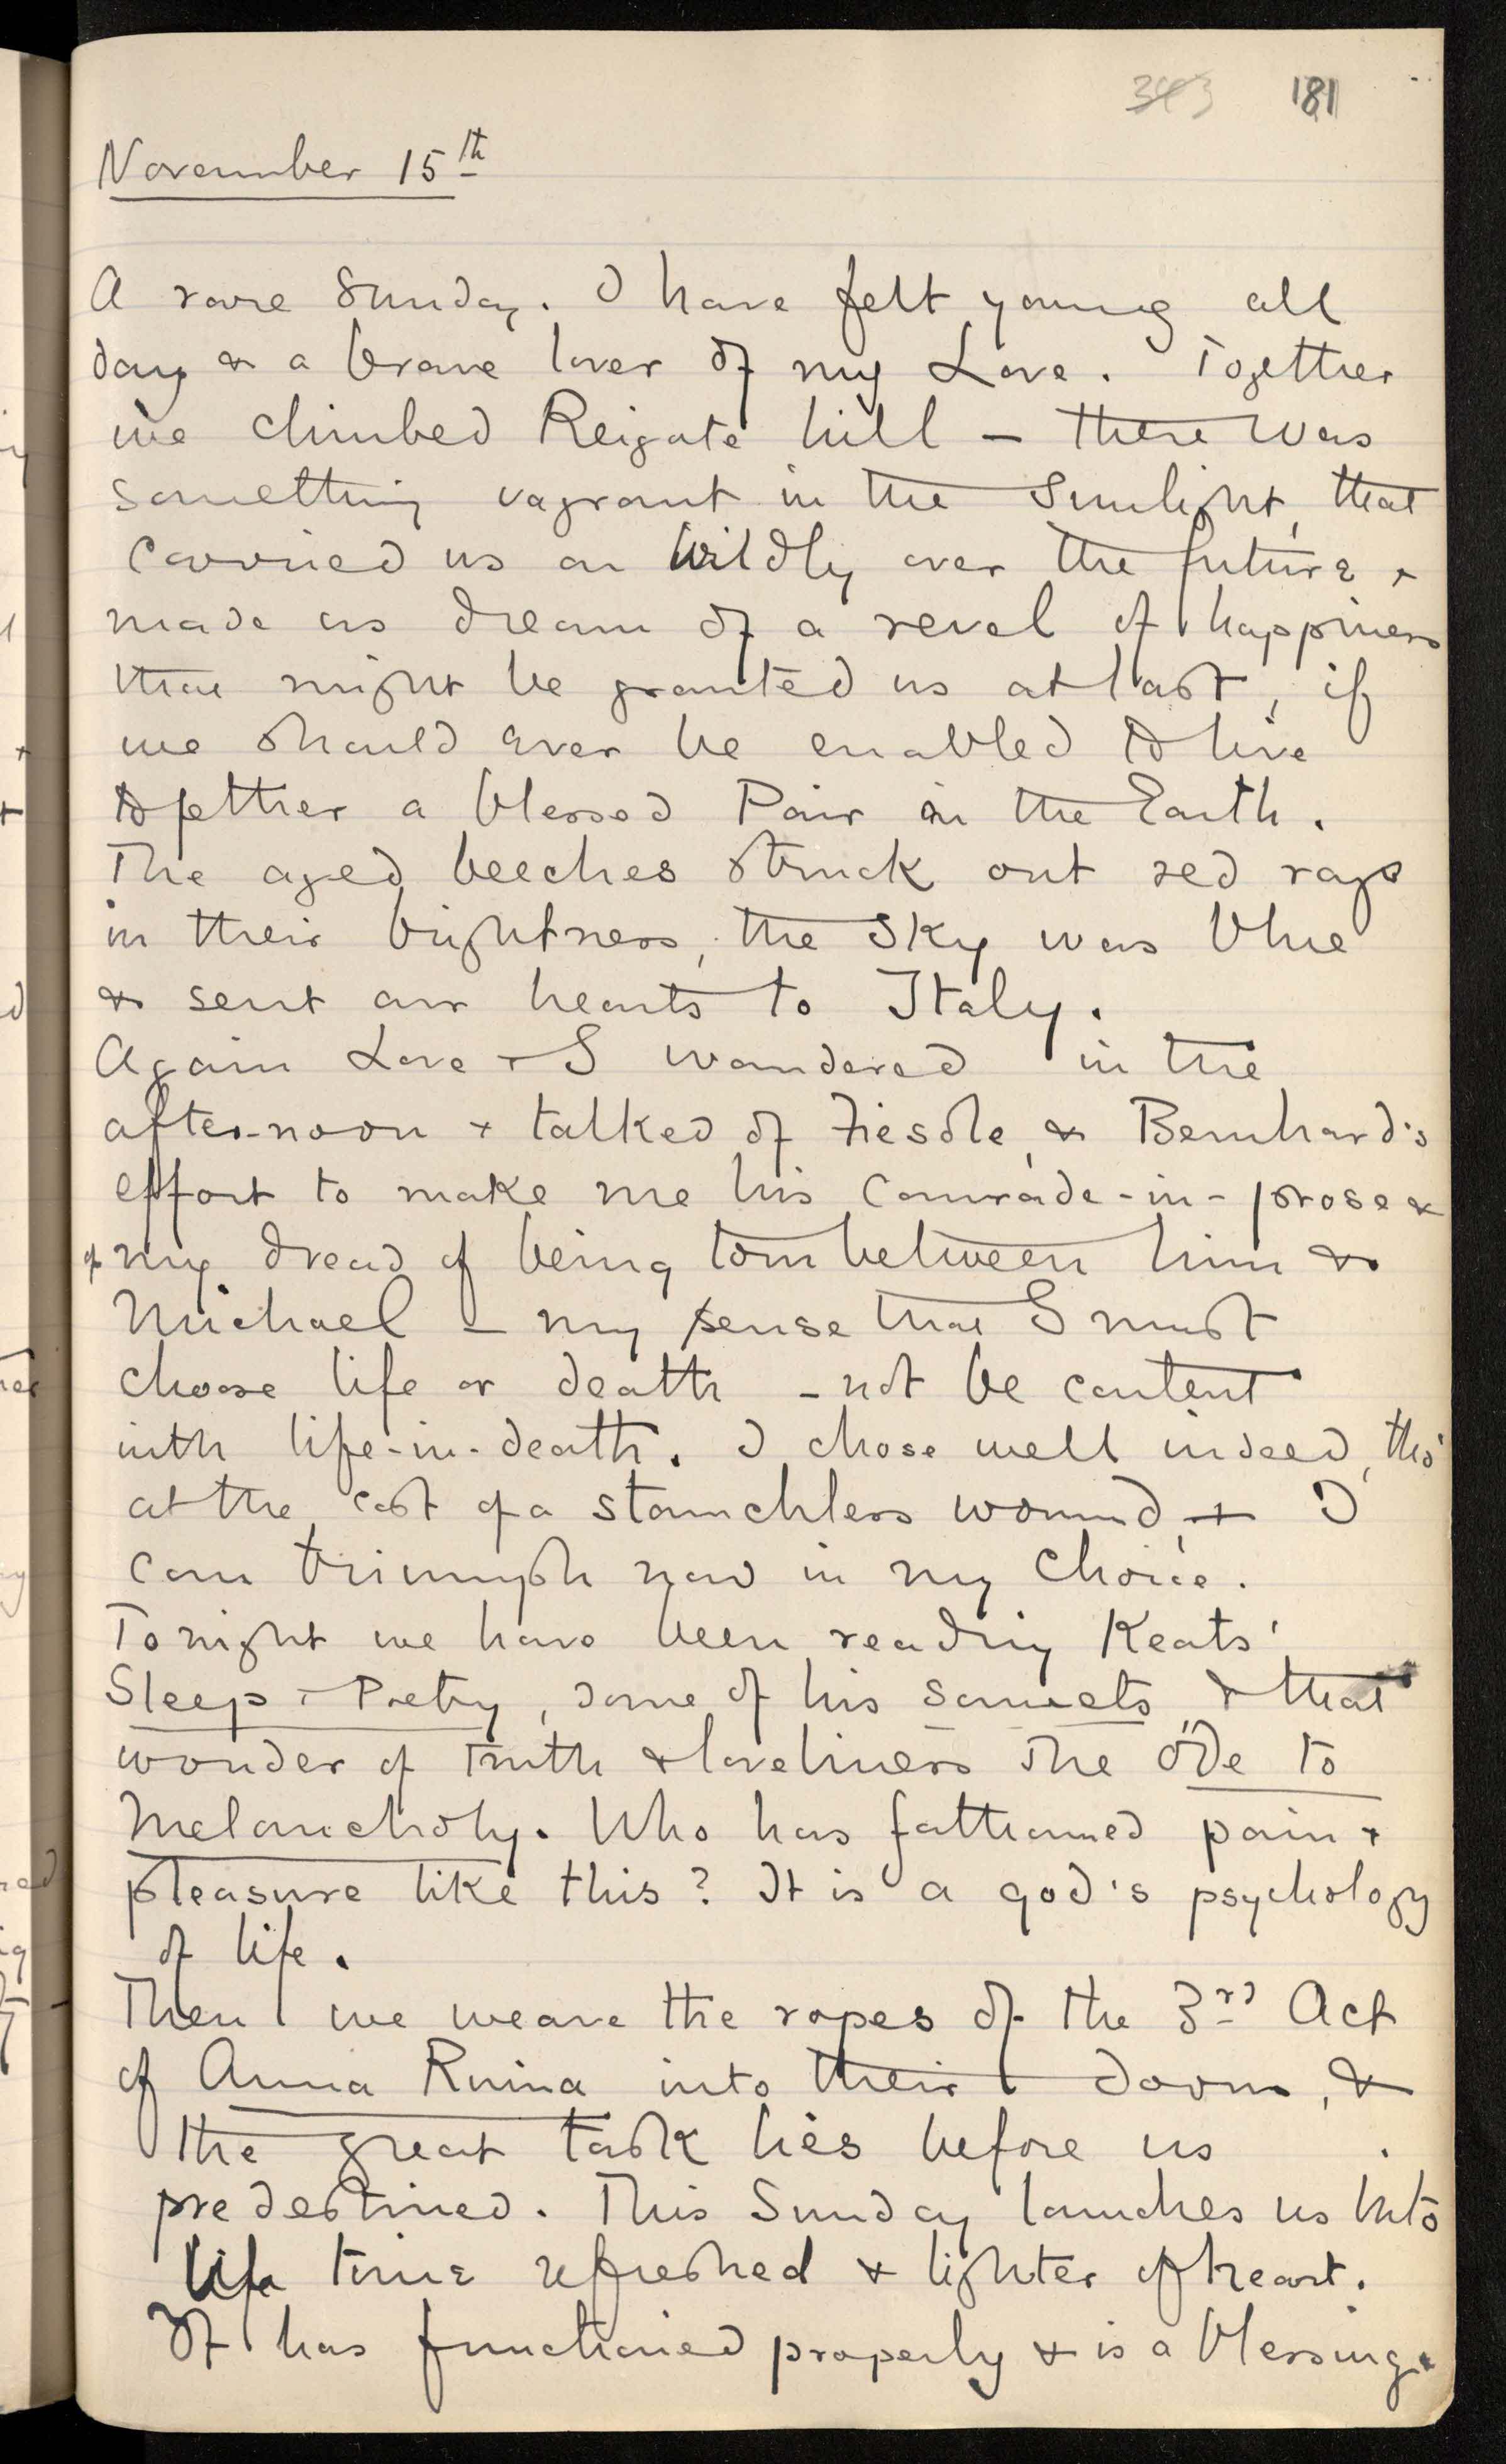 343 181
November 15th
A rare Sunday. I have felt young all
day & a brave lover of my Love. Together
we climbed Reigate hill – there was
something vagrant in the Sunlight, that
carried us on wildly over the future &
made us dream of a revel of happiness
that might be granted us at last, if
we should ever be enabled to live
together a blessed Pair on the Earth.
The aged beeches struck out red rays
in their brightness, the sky was blue
& sent our hearts to Italy.
Again Love & I wandered in the
after-noon & talked of Fiesole, & Bernhard's
effort to make me his Comrade-in-prose &
of my dread of being torn between him &
Michael – my sense that I must
choose life or death – not be content
with life-in-death. I chose well indeed, tho'
at the cost of a stanchless wound, & I
can triumph now in my choice.
Tonight we have been reading Keats'
Sleep & Poetry, some of his sonnets & that
wonder of truth & loveliness The Ode to
Melancholy. Who has fathomed pain &
pleasure like this? It is a god's psychology
of life.
Then we weave the ropes of the 3rd Act
of Anna Ruina into their doom, &
the great task lies before us
predestined. This Sunday launches us into
life time refreshed & lighter of heart.
It has functioned properly & is a blessing.